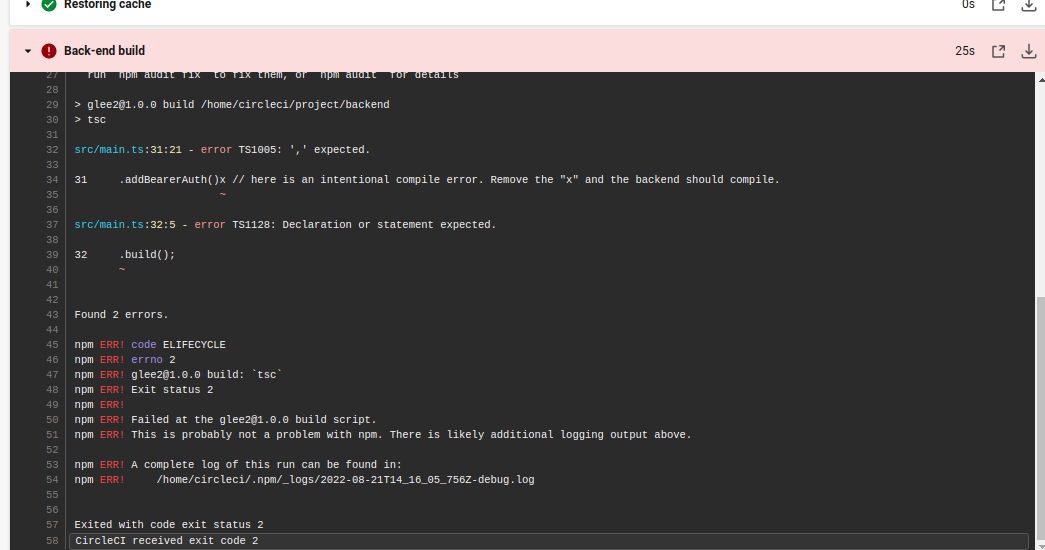 Restoring cache 0s
Back-end build 25s
27 run `npm audit fix` to fix them, or `npm audit` for details
28
29 > glee2@1.0.0 build /home/circleci/project/backend
30 > tsc
31
32 src/main.ts:31:21 - error TS1005: ',' expected.
33
34 31     .addBearerAuth()x // here is an intentional compile error. Remove the "x" and the backend should compile.
35 ~
36
37 src/main.ts:32:5 - error TS1128: Declaration or statement expected.
38
39 32     .build();
40 ~
41
42
43 Found 2 errors.
44
45 npm ERR! code ELIFECYCLE
46 npm ERR! errno 2
47 npm ERR! glee2@1.0.0 build: `tsc`
48 npm ERR! Exit status 2
49 npm ERR!
50 npm ERR! Failed at the glee2@1.0.0 build script.
51 npm ERR! This is probably not a problem with npm. There is likely additional logging output above.
52
53 npm ERR! A complete log of this run can be found in:
54 npm ERR!     /home/circleci/.npm/_logs/2022-08-21T14_16_05_756Z-debug.log
55
56
57 Exited with code exit status 2
58 CircleCI received exit code 2